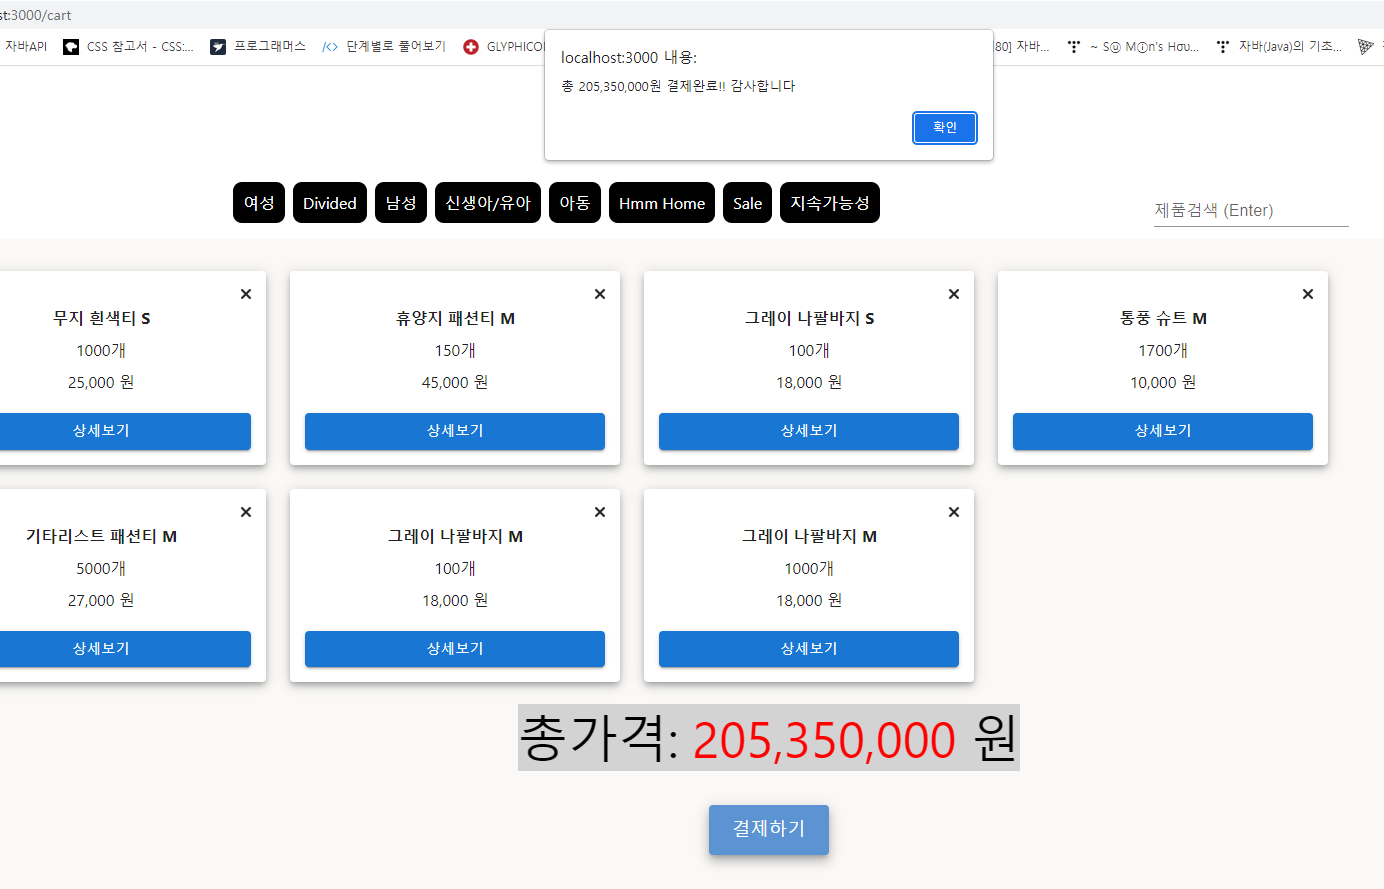 st:3000/cart
자바API
CSS 참고서 - CSS:...
프로그래머스
단계별로 풀어보기
GLYPHICO
80] 자바...
~ Sⓤ Mⓘn's Hσu...
자바(Java)의 기초...
localhost:3000 내용:
총 205,350,000원 결제완료!! 감사합니다
확인
여성
Divided
남성
신생아/유아
아동
Hmm Home
Sale
지속가능성
제품검색 (Enter)
무지 흰색티 S
1000개
25,000 원
상세보기
휴양지 패션티 M
150개
45,000 원
상세보기
그레이 나팔바지 S
100개
18,000 원
상세보기
통풍 슈트 M
1700개
10,000 원
상세보기
기타리스트 패션티 M
5000개
27,000 원
상세보기
그레이 나팔바지 M
100개
18,000 원
상세보기
그레이 나팔바지 M
1000개
18,000 원
상세보기
총가격: 205,350,000 원
결제하기